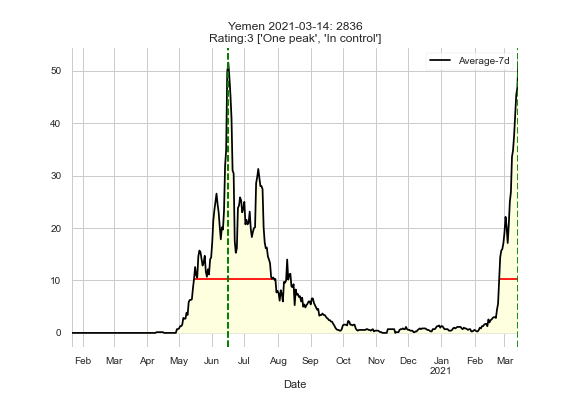 Yemen 2021-03-14: 2836
Rating:3 ['One peak', 'In control']
Average-7d
50
40
30
20
10
0
Feb Mar Apr May Jun Jul Aug Sep Oct Nov Dec Jan Feb Mar
2021
Date